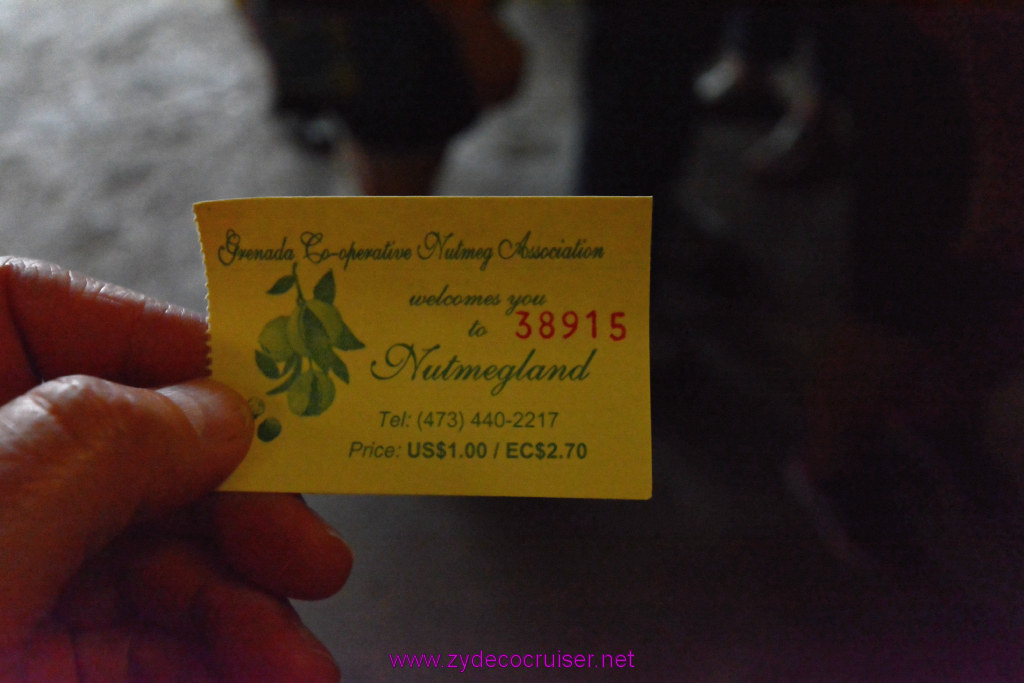 Grenada Co-operative Nutmeg Association
welcomes you
to 38915
Nutmegland
Tel: (473) 440-2217
Price: US$1.00 / EC$2.70
www.zydecocruiser.net